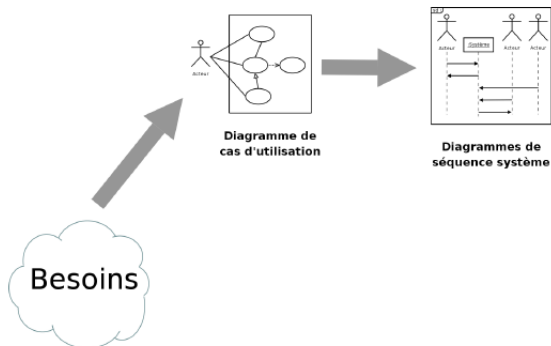 Acteur
Diagramme de
cas d'utilisation
Acteur
Système
Acteur
Acteur
Diagrammes de
séquence système
Besoins